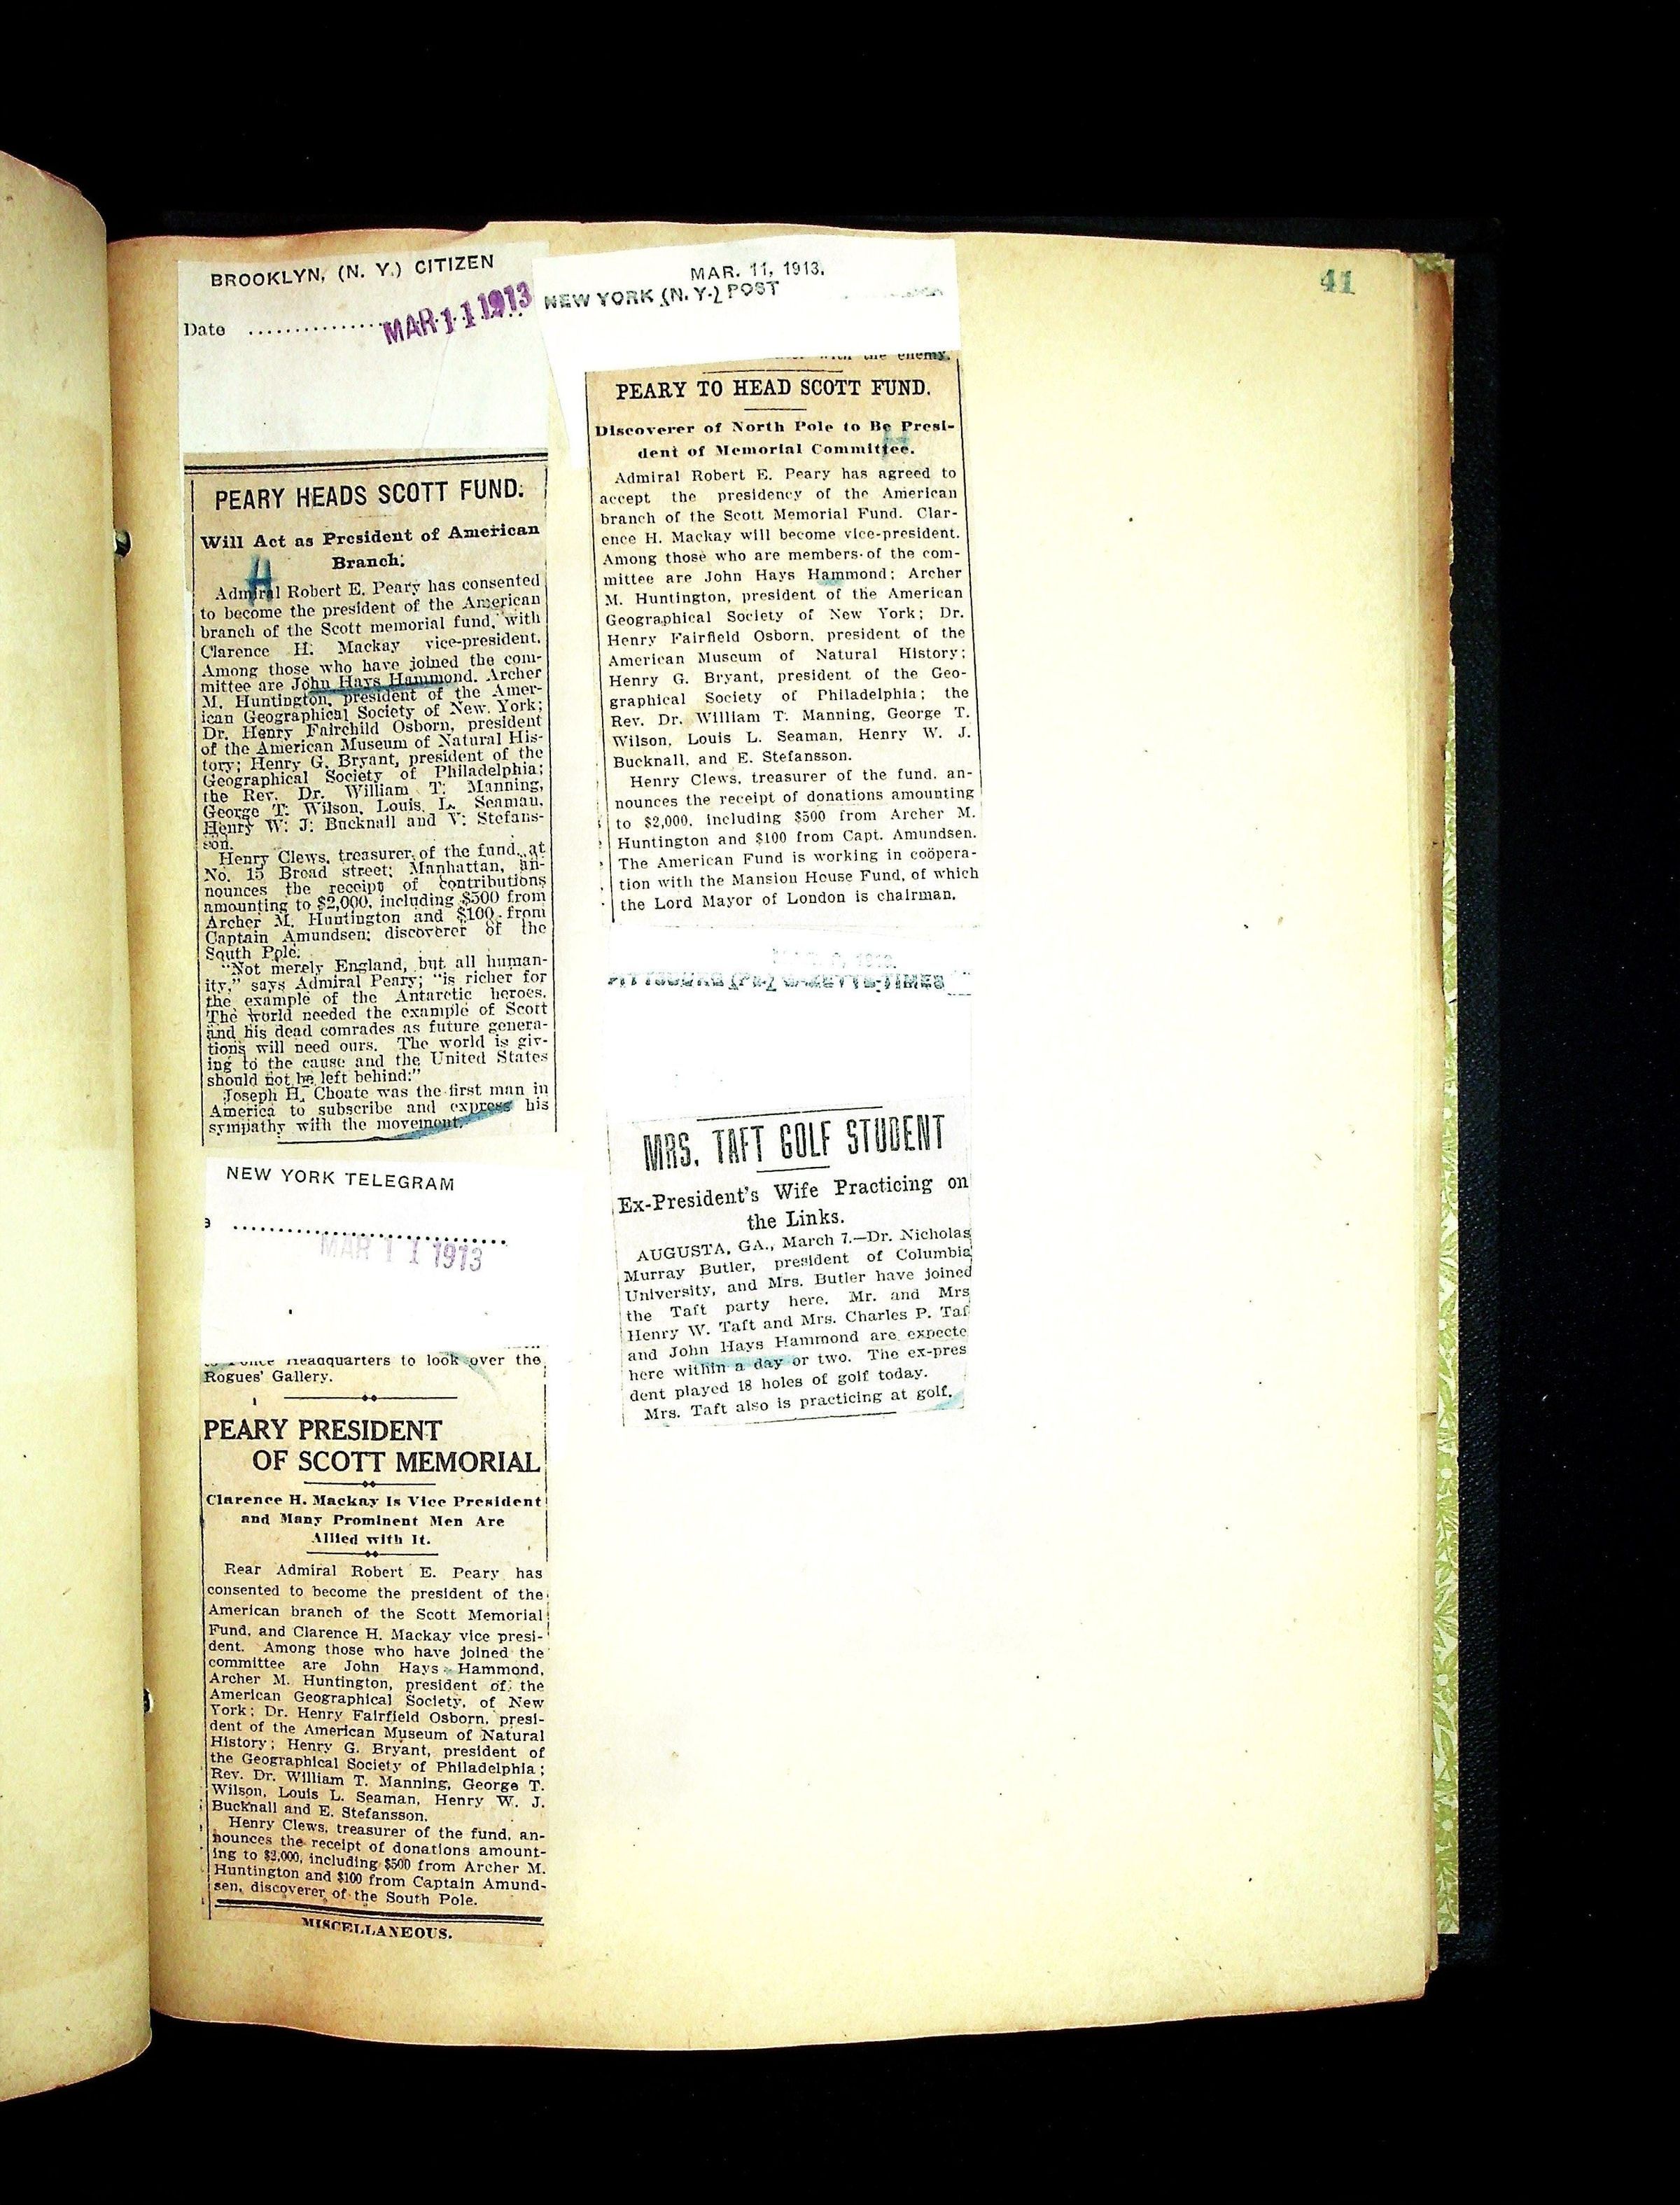 41
BROOKLYN, (N. Y.) CITIZEN
Date
MAR 11 1913
PEARY HEADS SCOTT FUND.
Will Act as President of American
Branch.
H
Admiral Robert E. Peary has consented
to become the president of the American
branch of the Scott memorial fund, with
Clarence H. Mackay vice-president.
Among those who have joined the com-
mittee are John Hays Hammond, Archer
M. Huntington, president of the Amer-
ican Geographical Society of New York;
Dr. Henry Fairchild Osborn, president
of the American Museum of Natural His-
tory; Henry G. Bryant, president of the
Geographical Society of Philadelphia;
the Rev. Dr. William T. Manning,
George T. Wilson, Louis L. Seaman,
Henry W. J. Bucknall and V. Stefans-
son.
Henry Clews, treasurer of the fund, at
No. 15 Broad street, Manhattan, an-
nounces the receipt of contributions
amounting to $2,000, including $500 from
Archer M. Huntington and $100 from
Captain Amundsen, discoverer of the
South Pole.
"Not merely England, but all human-
ity," says Admiral Peary; "is richer for
the example of the Antarctic heroes.
The world needed the example of Scott
and his dead comrades as future genera-
tions will need ours. The world is giv-
ing to the cause and the United States
should not be left behind."
Joseph H. Choate was the first man in
America to subscribe and express his
sympathy with the movement.
NEW YORK TELEGRAM
MAR 11 1913
Headquarters to look over the
Rogues' Gallery.
PEARY PRESIDENT
OF SCOTT MEMORIAL
Clarence H. Mackay Is Vice President
and Many Prominent Men Are
Allied with It.
Rear Admiral Robert E. Peary has
consented to become the president of the
American branch of the Scott Memorial
Fund, and Clarence H. Mackay vice presi-
dent. Among those who have joined the
committee are John Hays Hammond,
Archer M. Huntington, president of the
American Geographical Society, of New
York; Dr. Henry Fairfield Osborn, presi-
dent of the American Museum of Natural
History; Henry G. Bryant, president of
the Geographical Society of Philadelphia;
Rev. Dr. William T. Manning, George T.
Wilson, Louis L. Seaman, Henry W. J.
Bucknall and E. Stefansson.
Henry Clews, treasurer of the fund, an-
nounces the receipt of donations amount-
ing to $2,000, including $500 from Archer M.
Huntington and $100 from Captain Amund-
sen, discoverer of the South Pole.
MISCELLANEOUS.
MAR. 11, 1913.
NEW YORK (N. Y.) POST
with the enemy.
PEARY TO HEAD SCOTT FUND.
Discoverer of North Pole to Be Presi-
dent of Memorial Committee.
Admiral Robert E. Peary has agreed to
accept the presidency of the American
branch of the Scott Memorial Fund. Clar-
ence H. Mackay will become vice-president.
Among those who are members of the com-
mittee are John Hays Hammond; Archer
M. Huntington, president of the American
Geographical Society of New York; Dr.
Henry Fairfield Osborn, president of the
American Museum of Natural History;
Henry G. Bryant, president of the Geo-
graphical Society of Philadelphia; the
Rev. Dr. William T. Manning, George T.
Wilson, Louis L. Seaman, Henry W. J.
Bucknall, and E. Stefansson.
Henry Clews, treasurer of the fund, an-
nounces the receipt of donations amounting
to $2,000, including $500 from Archer M.
Huntington and $100 from Capt. Amundsen.
The American Fund is working in coöpera-
tion with the Mansion House Fund, of which
the Lord Mayor of London is chairman.
MRS. TAFT GOLF STUDENT
Ex-President's Wife Practicing on
the Links.
AUGUSTA, GA., March 7.—Dr. Nicholas
Murray Butler, president of Columbia
University, and Mrs. Butler have joined
the Taft party here. Mr. and Mrs
Henry W. Taft and Mrs. Charles P. Taf
and John Hays Hammond are expecte
here within a day or two. The ex-pres
dent played 18 holes of golf today.
Mrs. Taft also is practicing at golf.